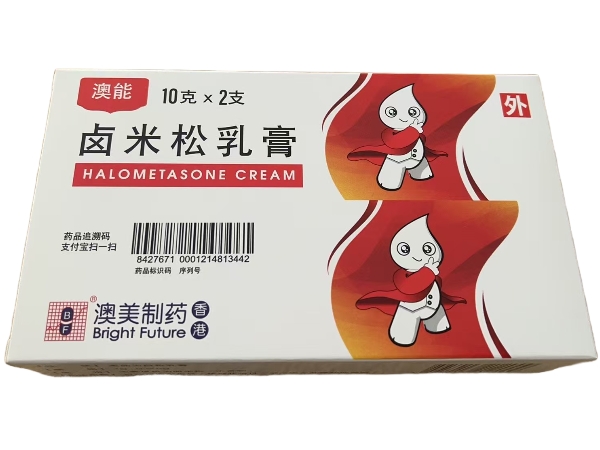 澳能
10克×2支
外
卤米松乳膏
HALOMETASONE CREAM
药品追溯码
支付宝扫一扫
8427671 0001214813442
药品标识码 序列号
BF
®
澳美制药 香港
Bright Future